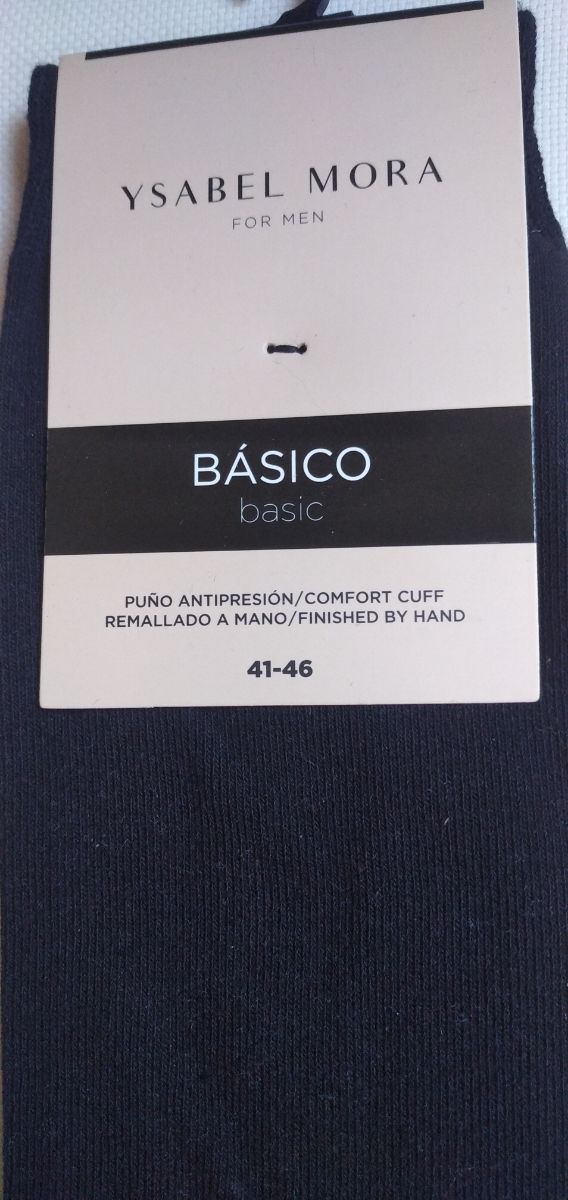 YSABEL MORA
FOR MEN
BÁSICO
basic
PUÑO ANTIPRESIÓN/COMFORT CUFF
REMALLADO A MANO/FINISHED BY HAND
41-46